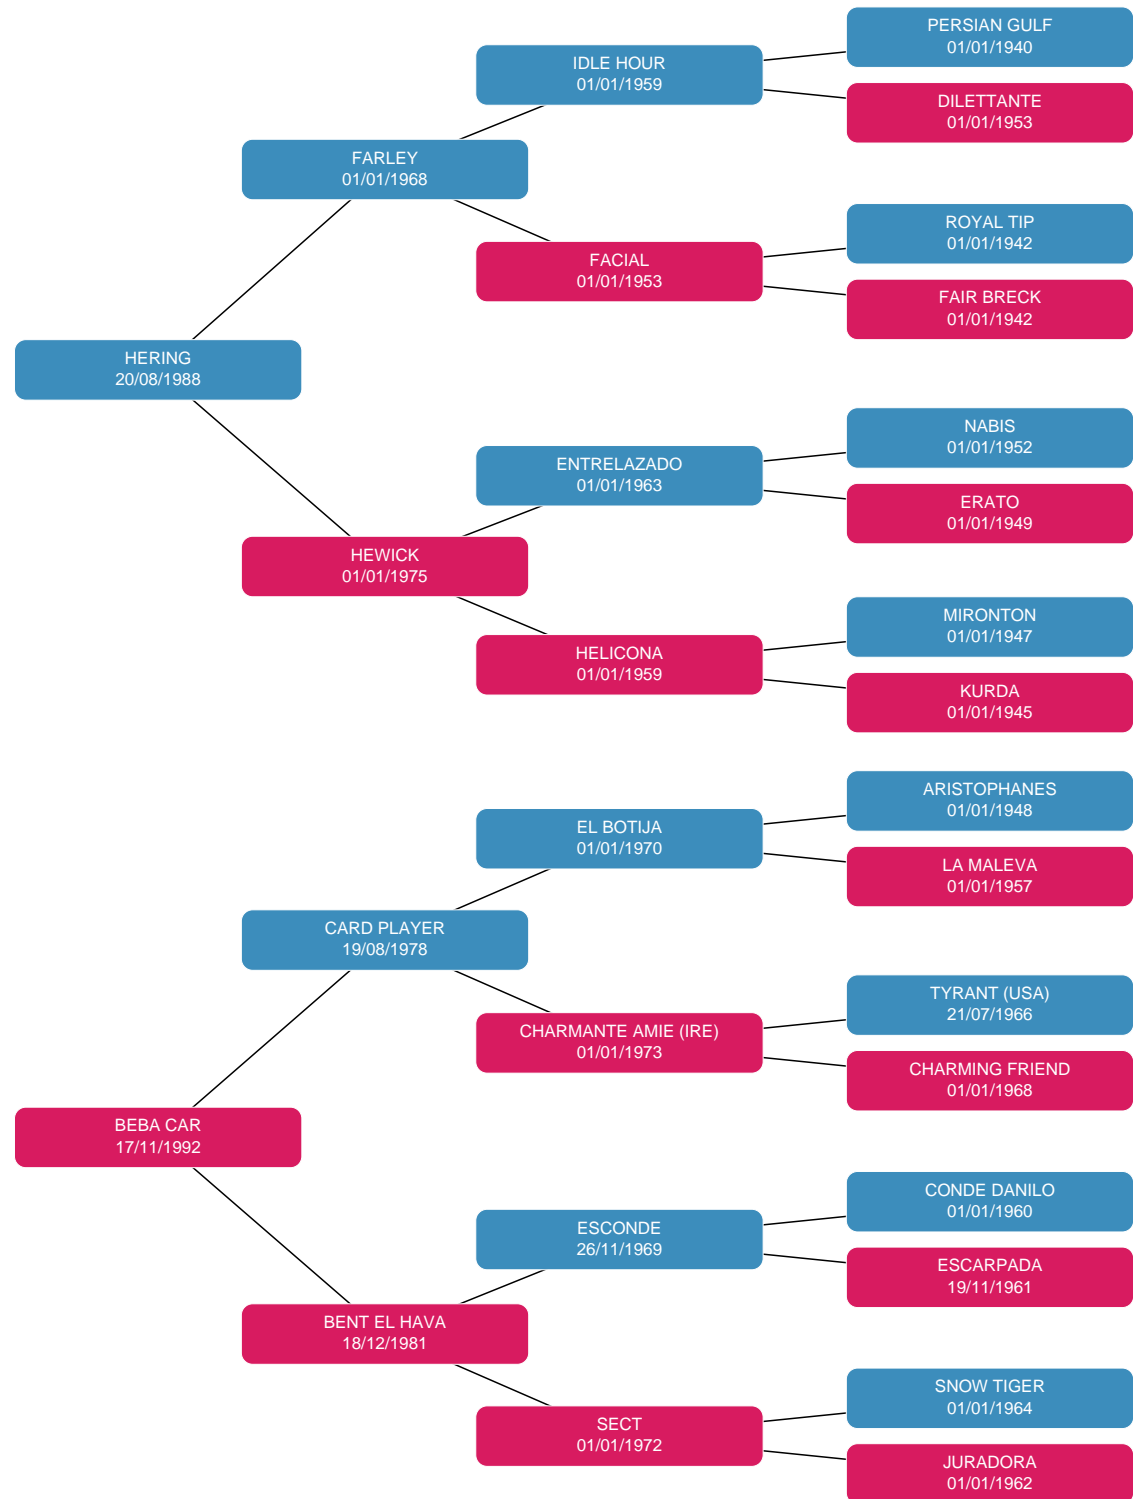 PERSIAN GULF
01/01/1940
IDLE HOUR
01/01/1959
DILETTANTE
01/01/1953
FARLEY
01/01/1968
ROYAL TIP
01/01/1942
FACIAL
01/01/1953
FAIR BRECK
01/01/1942
HERING
20/08/1988
NABIS
01/01/1952
ENTRELAZADO
01/01/1963
ERATO
01/01/1949
HEWICK
01/01/1975
MIRONTON
01/01/1947
HELICONA
01/01/1959
KURDA
01/01/1945
ARISTOPHANES
01/01/1948
EL BOTIJA
01/01/1970
LA MALEVA
01/01/1957
CARD PLAYER
19/08/1978
TYRANT (USA)
21/07/1966
CHARMANTE AMIE (IRE)
01/01/1973
CHARMING FRIEND
01/01/1968
BEBA CAR
17/11/1992
CONDE DANILO
01/01/1960
ESCONDE
26/11/1969
ESCARPADA
19/11/1961
BENT EL HAVA
18/12/1981
SNOW TIGER
01/01/1964
SECT
01/01/1972
JURADORA
01/01/1962